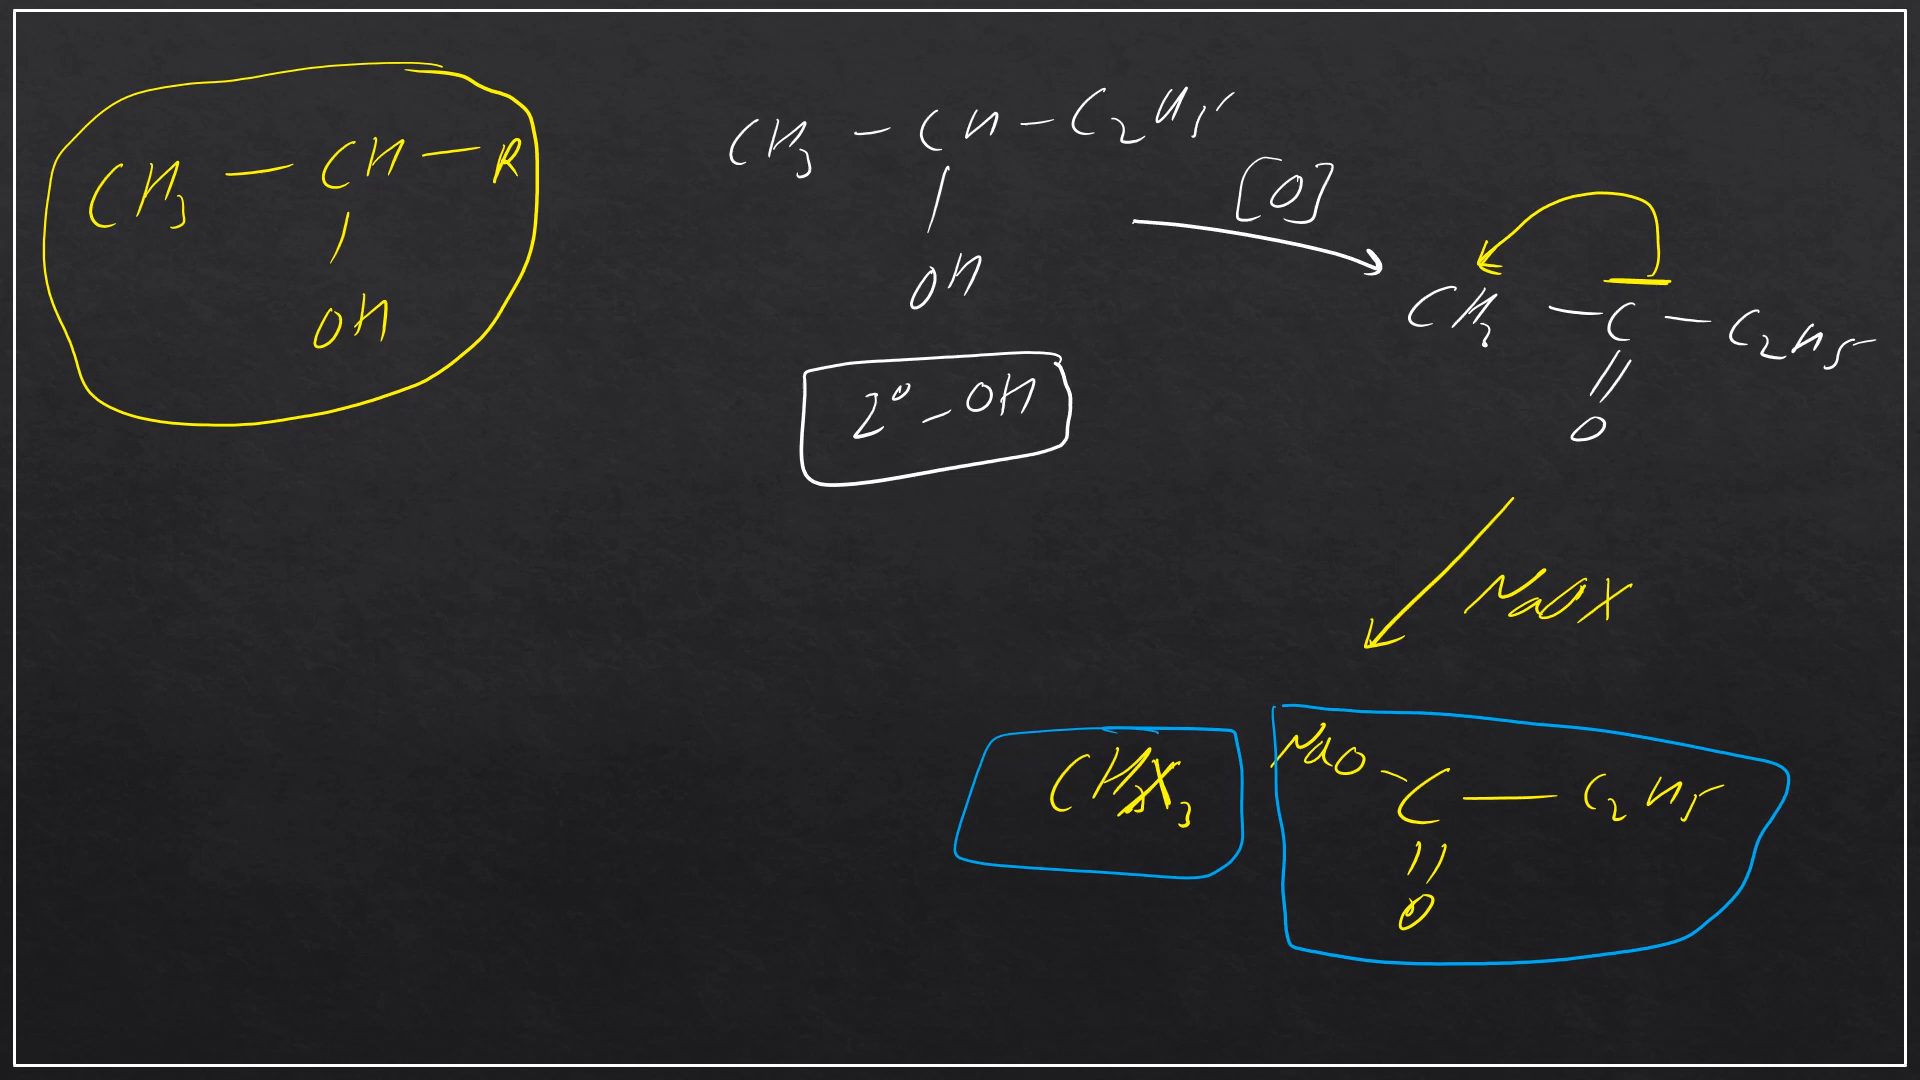 CH3 — CH — R
OH
CH3 — CH — C2H5
OH
2° - OH
[O]
CH3 — C — C2H5
O
NaOX
CHX3
NaO — C — C2H5
O